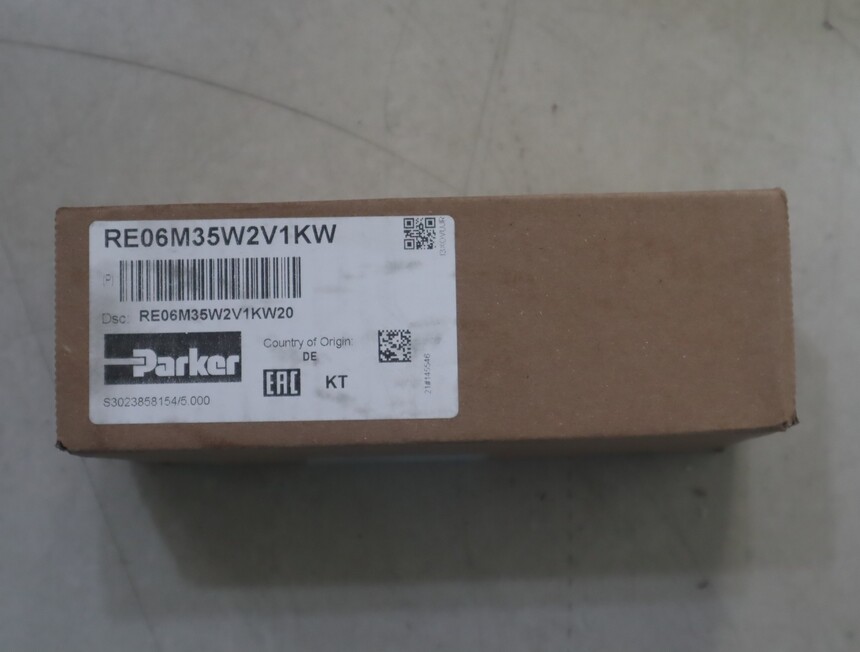 RE06M35W2V1KW
Dsc: RE06M35W2V1KW20
Parker
Country of Origin:
DE
EAC
KT
S3023858154/5.000